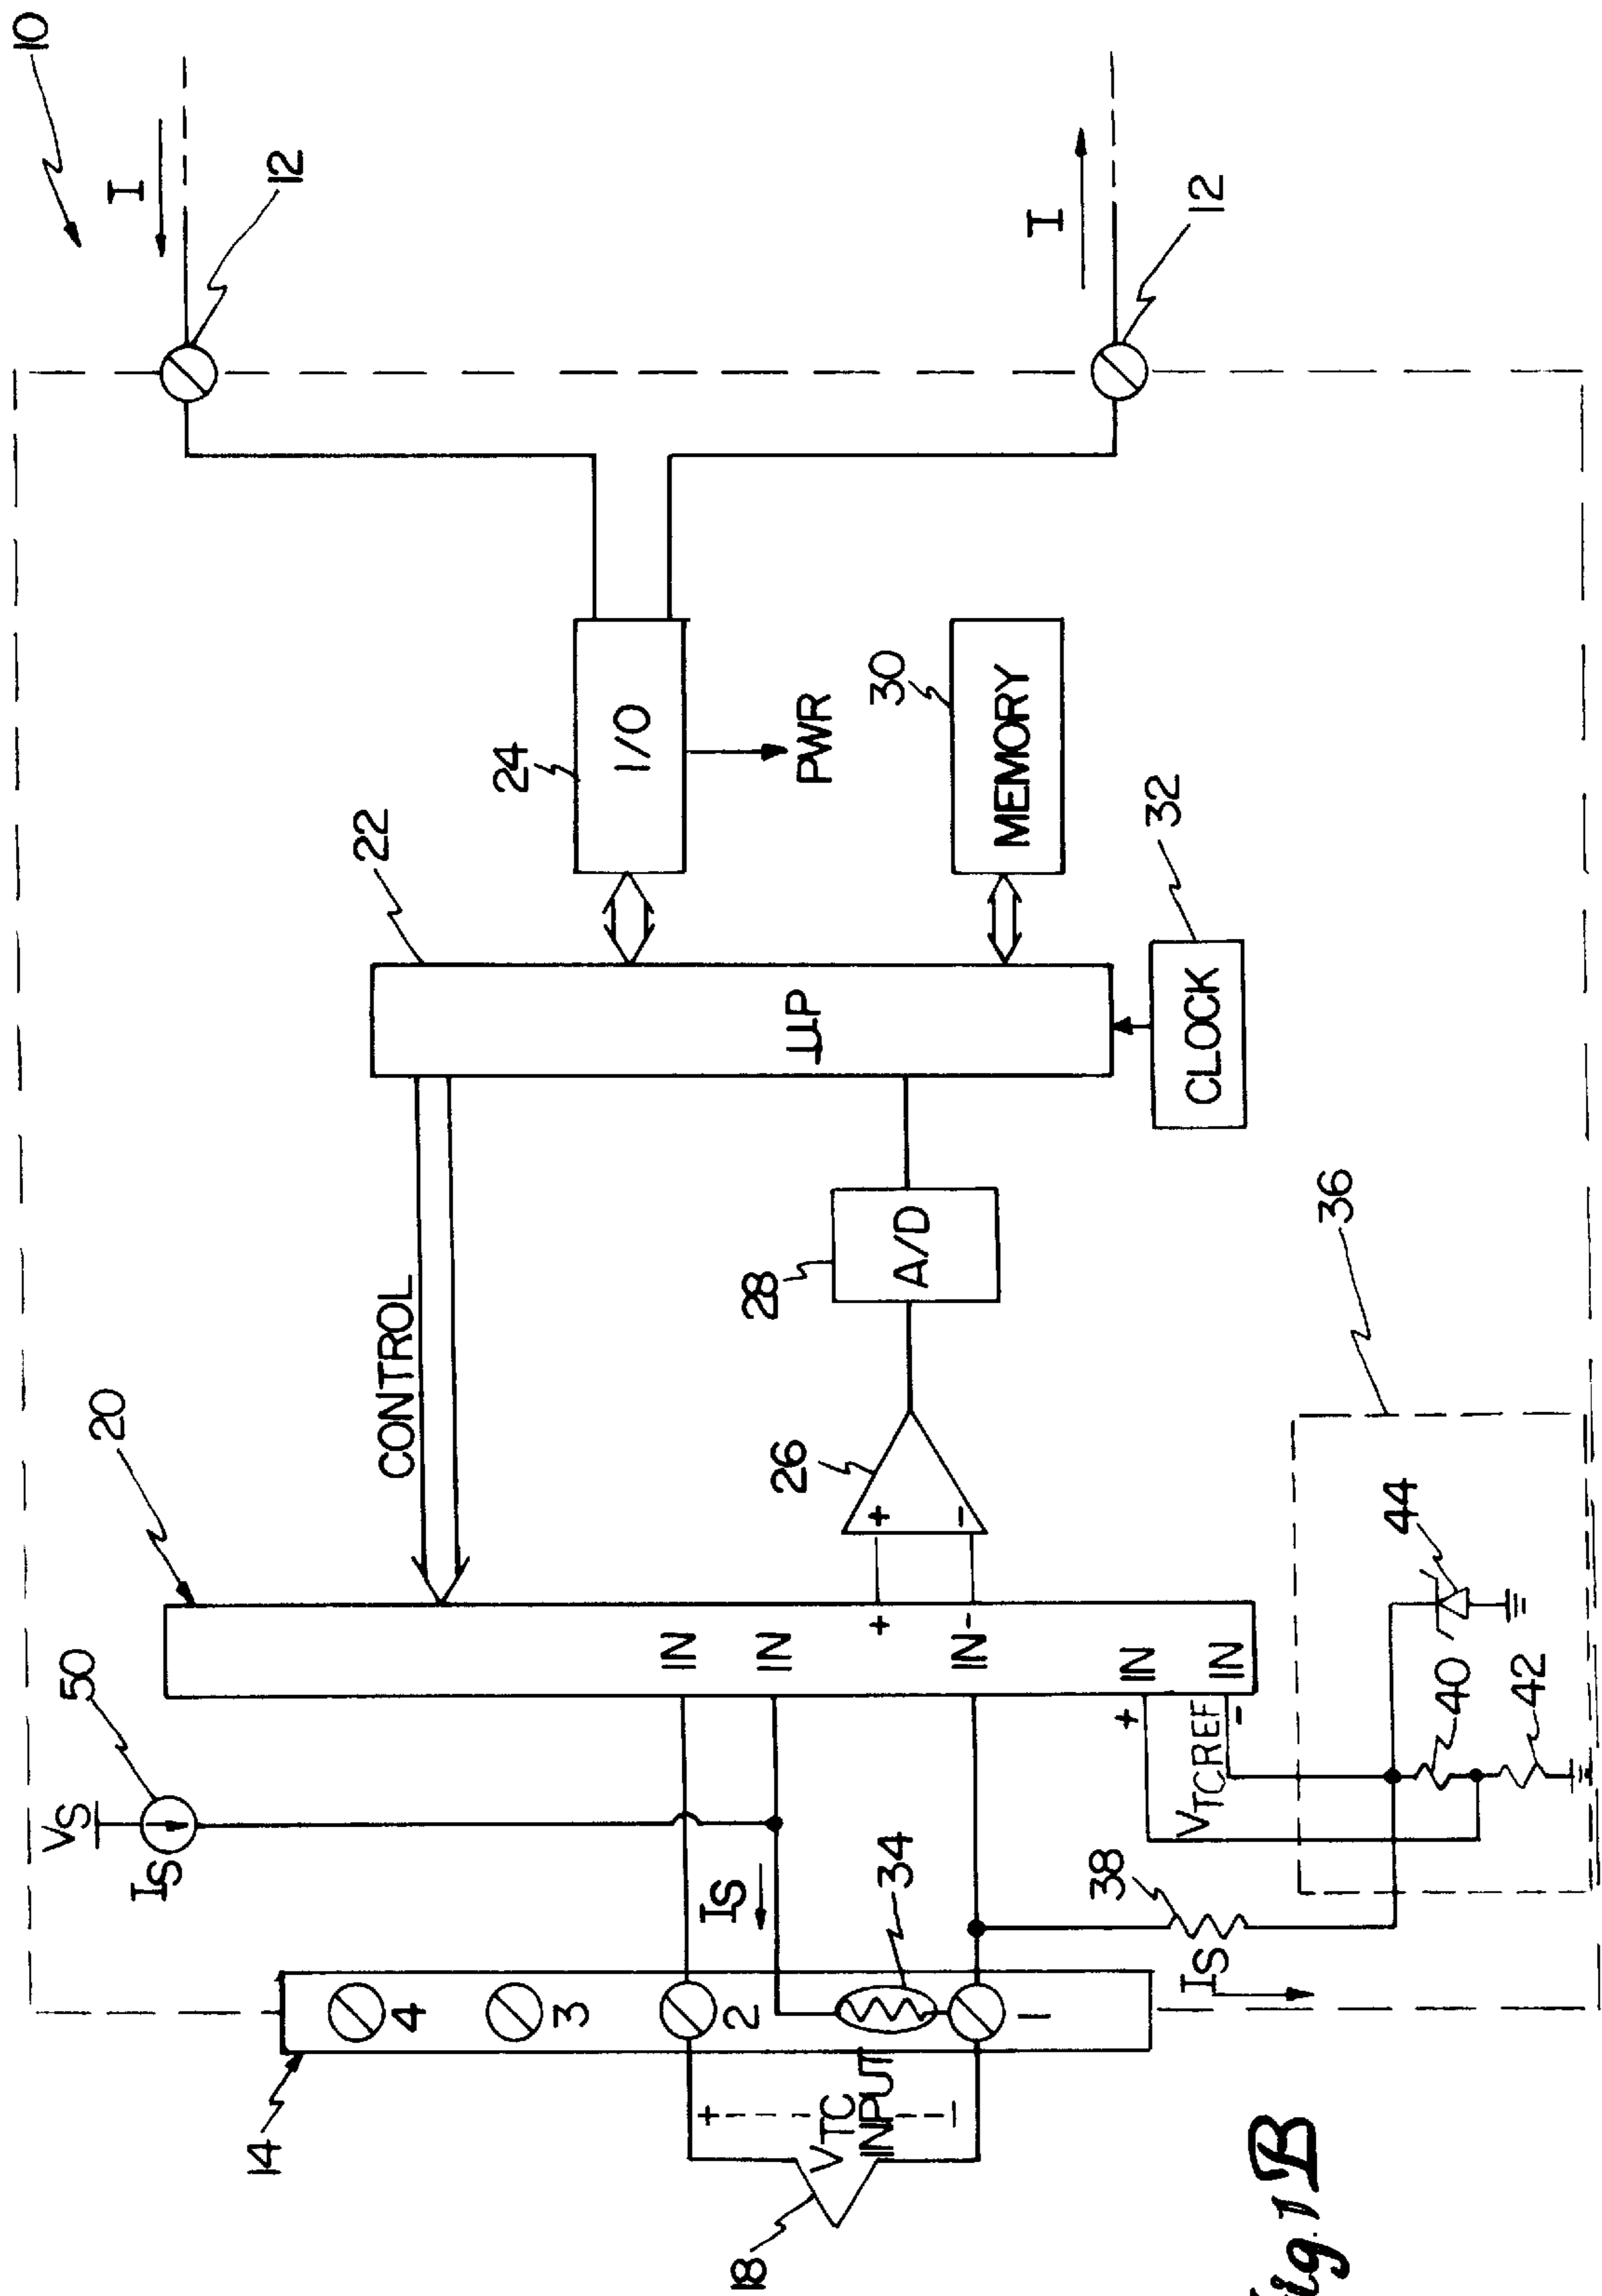 10
I
12
I
12
24
I/O
PWR
30
MEMORY
22
µP
32
CLOCK
CONTROL
28
A/D
36
20
26
+
-
44
40
42
50
VS
IS
IN
IN
+
IN-
IN
IN
+
VTCREF
-
IS
34
38
IS
14
4
3
2
1
+
VTC
INPUT
-
18
Fig. 1B